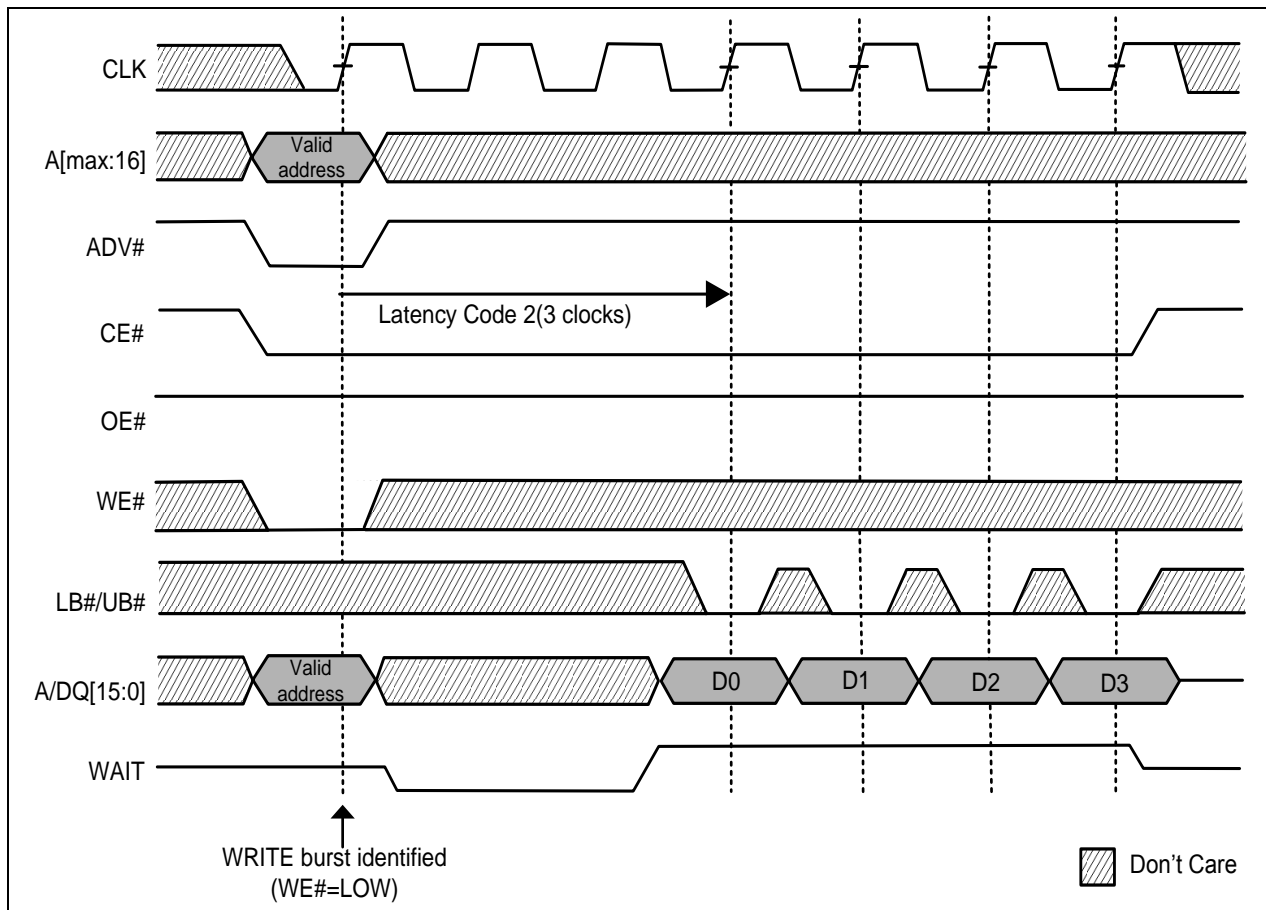 CLK
A[max:16]
Valid
address
ADV#
Latency Code 2(3 clocks)
CE#
OE#
WE#
LB#/UB#
A/DQ[15:0]
Valid
address
D0
D1
D2
D3
WAIT
WRITE burst identified
(WE#=LOW)
Don't Care